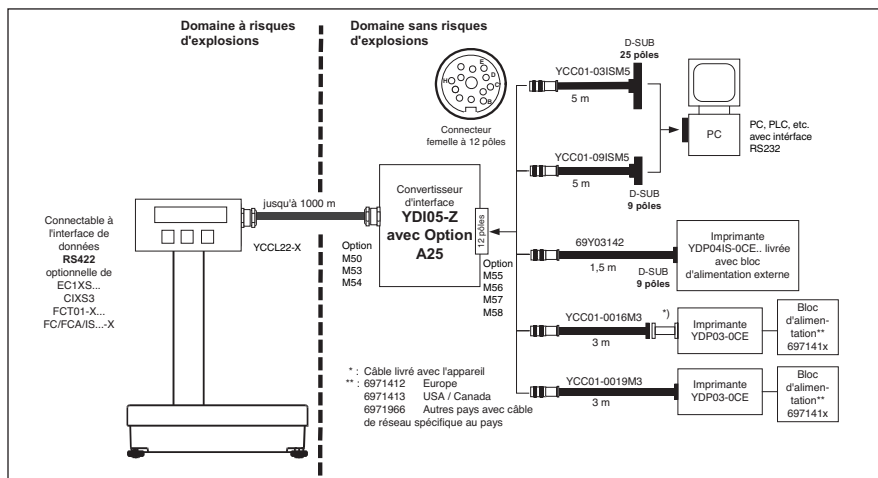 Domaine à risques
d'explosions
Domaine sans risques
d'explosions
E
D
C
B
H
Connecteur
femelle à 12 pôles
D-SUB
25 pôles
YCC01-03ISM5
5 m
PC
PC, PLC, etc.
avec intérface
RS232
YCC01-09ISM5
5 m
D-SUB
9 pôles
Connectable à
l'interface de
données
RS422
optionnelle de
EC1XS...
CIXS3
FCT01-X...
FC/FCA/IS...-X
jusqu'à 1000 m
YCCL22-X
Option
M50
M53
M54
Convertisseur
d'interface
YDI05-Z
avec Option
A25
12 pôles
Option
M55
M56
M57
M58
69Y03142
1,5 m
D-SUB
9 pôles
Imprimante
YDP04IS-0CE.. livrée
avec bloc
d'alimentation externe
YCC01-0016M3
3 m
*)
Imprimante
YDP03-0CE
Bloc
d'alimen-
tation**
697141x
YCC01-0019M3
3 m
Imprimante
YDP03-0CE
Bloc
d'alimen-
tation**
697141x
* : Câble livré avec l'appareil
** : 6971412 Europe
6971413 USA / Canada
6971966 Autres pays avec câble
de réseau spécifique au pays